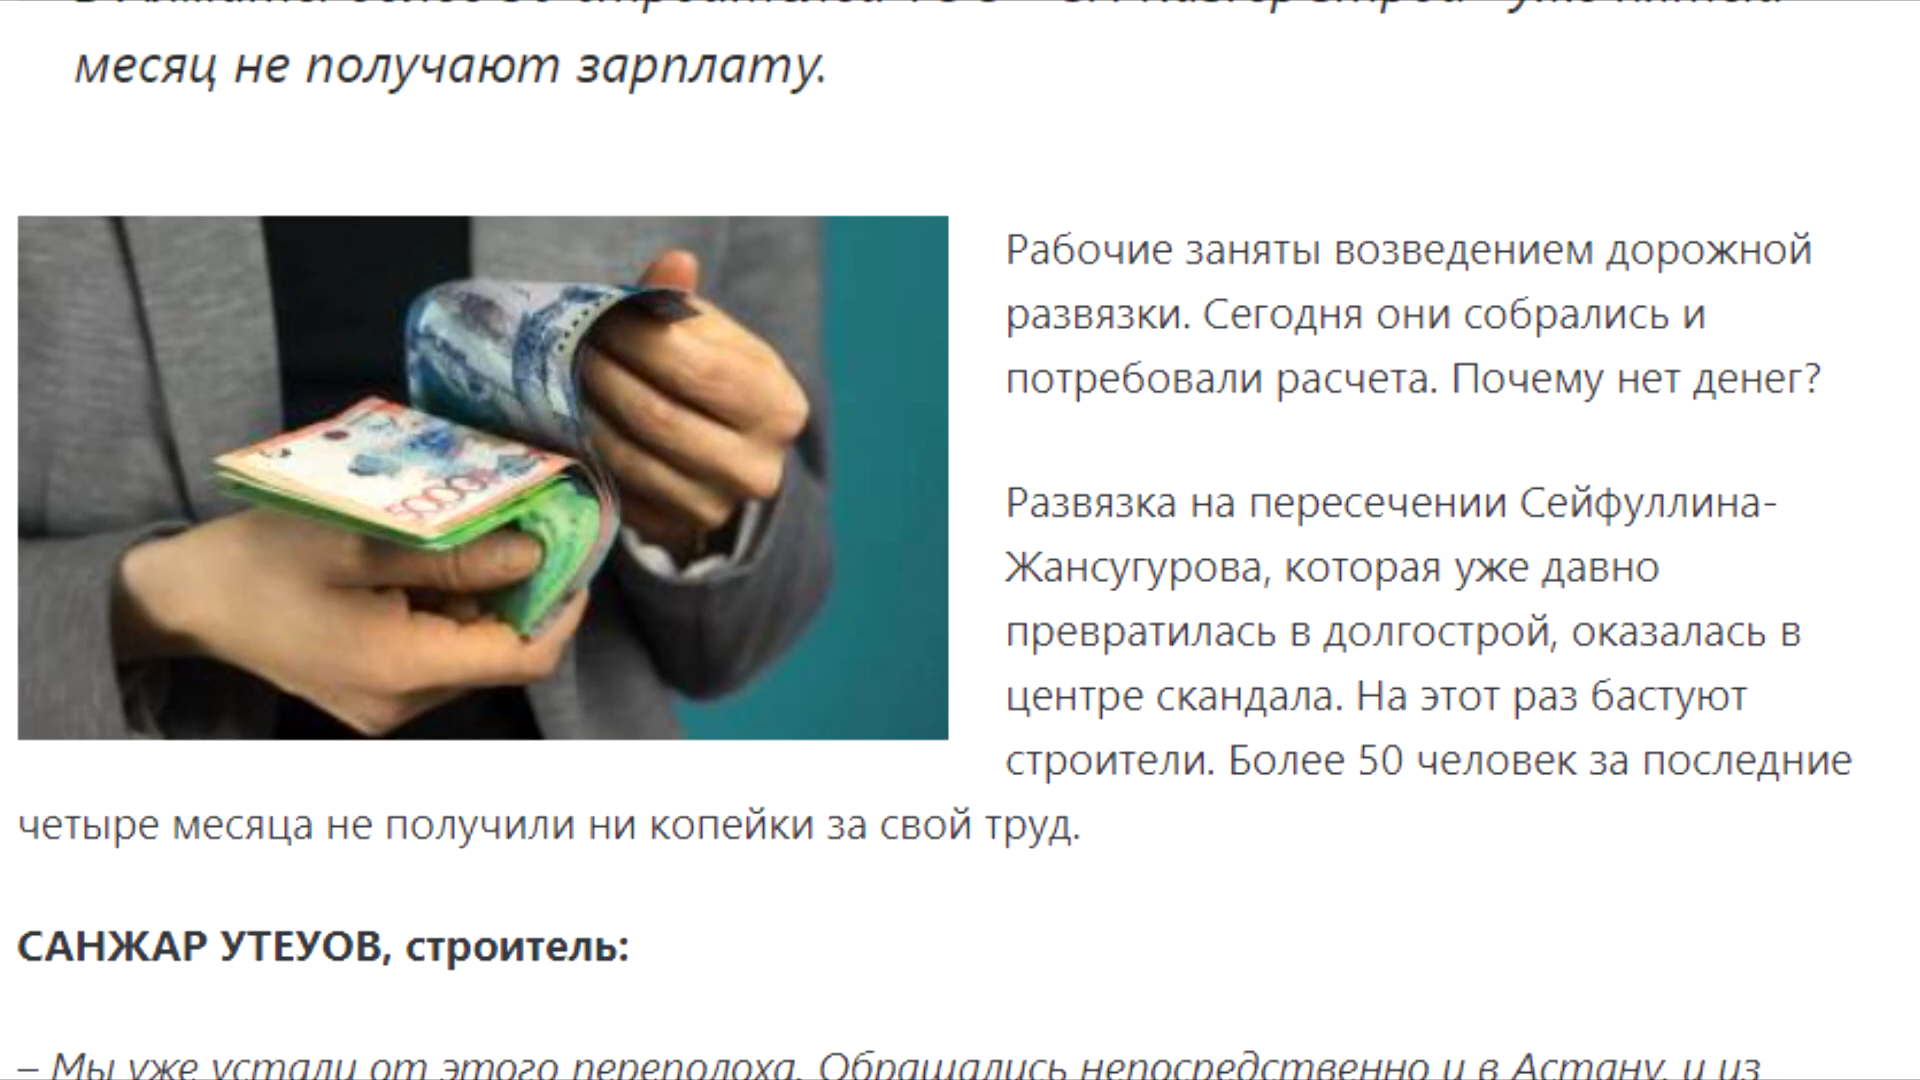 месяц не получают зарплату.
5000
Рабочие заняты возведением дорожной
развязки. Сегодня они собрались и
потребовали расчета. Почему нет денег?
Развязка на пересечении Сейфуллина-
Жансугурова, которая уже давно
превратилась в долгострой, оказалась в
центре скандала. На этот раз бастуют
строители. Более 50 человек за последние
четыре месяца не получили ни копейки за свой труд.
САНЖАР УТЕУОВ, строитель:
– Мы уже устали от этого переполоха. Обращались непосредственно и в Астану, и из